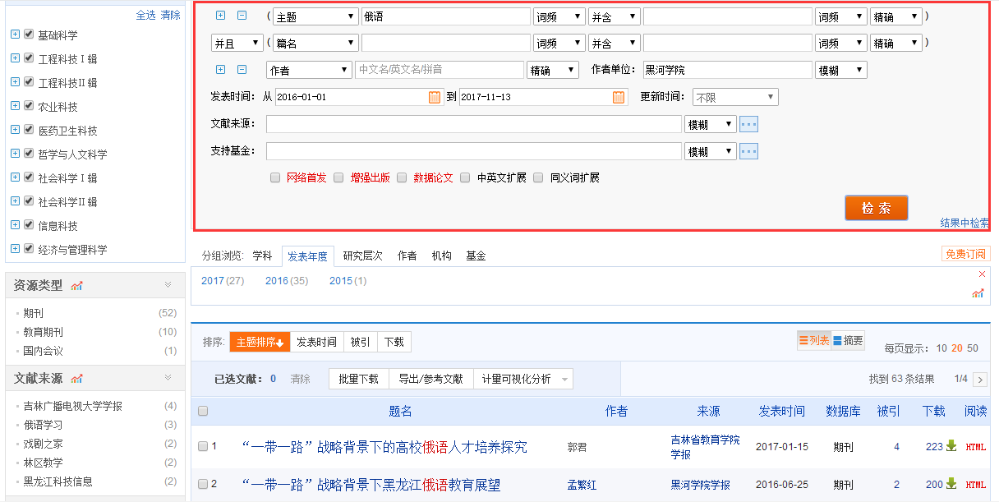 全选 清除
基础科学
工程科技Ⅰ辑
工程科技Ⅱ辑
农业科技
医药卫生科技
哲学与人文科学
社会科学Ⅰ辑
社会科学Ⅱ辑
信息科技
经济与管理科学
资源类型
期刊 (52)
教育期刊 (10)
国内会议 (1)
文献来源
吉林广播电视大学学报 (4)
俄语学习 (3)
戏剧之家 (2)
林区教学 (2)
黑龙江科技信息 (2)
( 主题 俄语 词频 并含 词频 精确 )
并且 ( 篇名 词频 并含 词频 精确 )
作者 中文名/英文名/拼音 精确 作者单位: 黑河学院 模糊
发表时间: 从 2016-01-01 到 2017-11-13 更新时间: 不限
文献来源: 模糊 ...
支持基金: 模糊 ...
网络首发 增强出版 数据论文 中英文扩展 同义词扩展
检 索
结果中检索
分组浏览: 学科 发表年度 研究层次 作者 机构 基金 免费订阅
2017 (27) 2016 (35) 2015 (1)
排序: 主题排序 发表时间 被引 下载 列表 摘要 每页显示: 10 20 50
已选文献: 0 清除 批量下载 导出/参考文献 计量可视化分析 找到 63 条结果 1/4
题名 作者 来源 发表时间 数据库 被引 下载 阅读
1 “一带一路”战略背景下的高校俄语人才培养探究 郭君 吉林省教育学院学报 2017-01-15 期刊 4 223 HTML
2 “一带一路”战略背景下黑龙江俄语教育展望 孟繁红 黑河学院学报 2016-06-25 期刊 2 200 HTML